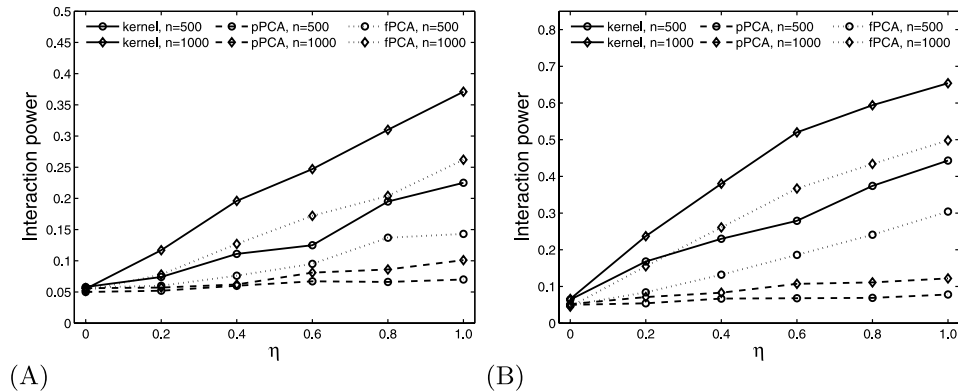 kernel, n=500 pPCA, n=500 fPCA, n=500
kernel, n=1000 pPCA, n=1000 fPCA, n=1000
0.5
0.45
0.4
0.35
0.3
0.25
0.2
0.15
0.1
0.05
0
Interaction power
0 0.2 0.4 0.6 0.8 1.0
η
(A)
kernel, n=500 pPCA, n=500 fPCA, n=500
kernel, n=1000 pPCA, n=1000 fPCA, n=1000
0.8
0.7
0.6
0.5
0.4
0.3
0.2
0.1
0
Interaction power
0 0.2 0.4 0.6 0.8 1.0
η
(B)